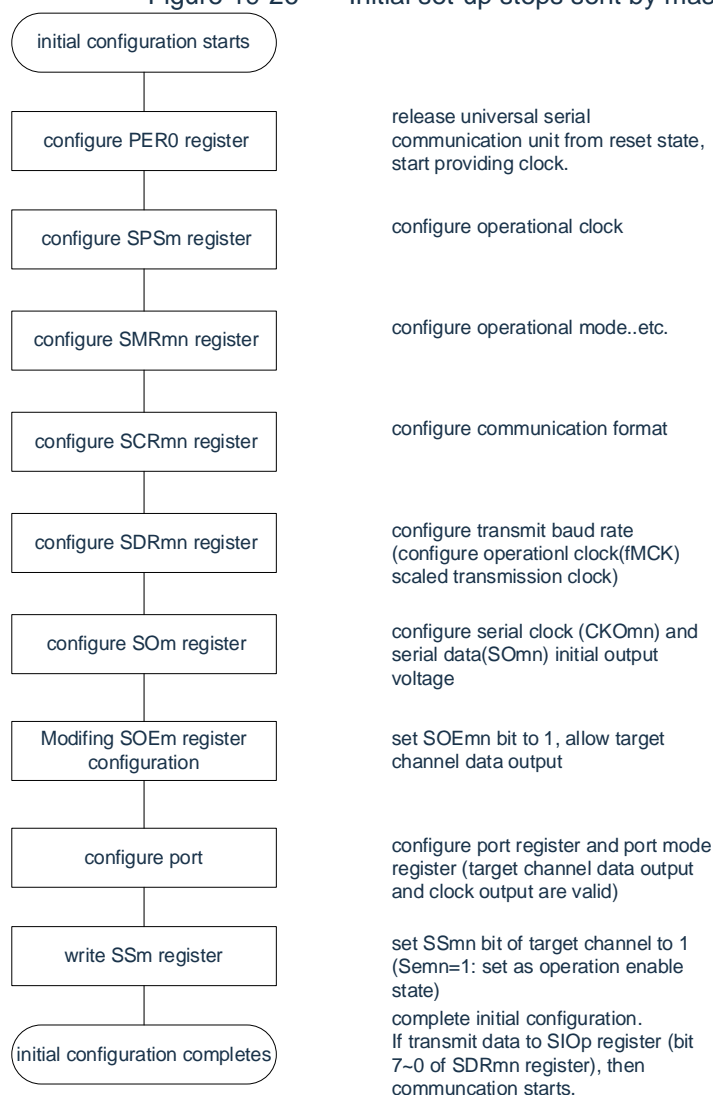 Initial set-up steps sent by mas
initial configuration starts
configure PER0 register
release universal serial
communication unit from reset state,
start providing clock.
configure SPSm register
configure operational clock
configure SMRmn register
configure operational mode..etc.
configure SCRmn register
configure communication format
configure SDRmn register
configure transmit baud rate
(configure operationl clock(fMCK)
scaled transmission clock)
configure SOm register
configure serial clock (CKOmn) and
serial data(SOmn) initial output
voltage
Modifing SOEm register
configuration
set SOEmn bit to 1, allow target
channel data output
configure port
configure port register and port mode
register (target channel data output
and clock output are valid)
write SSm register
set SSmn bit of target channel to 1
(Semn=1: set as operation enable
state)
initial configuration completes
complete initial configuration.
If transmit data to SIOp register (bit
7~0 of SDRmn register), then
communcation starts.